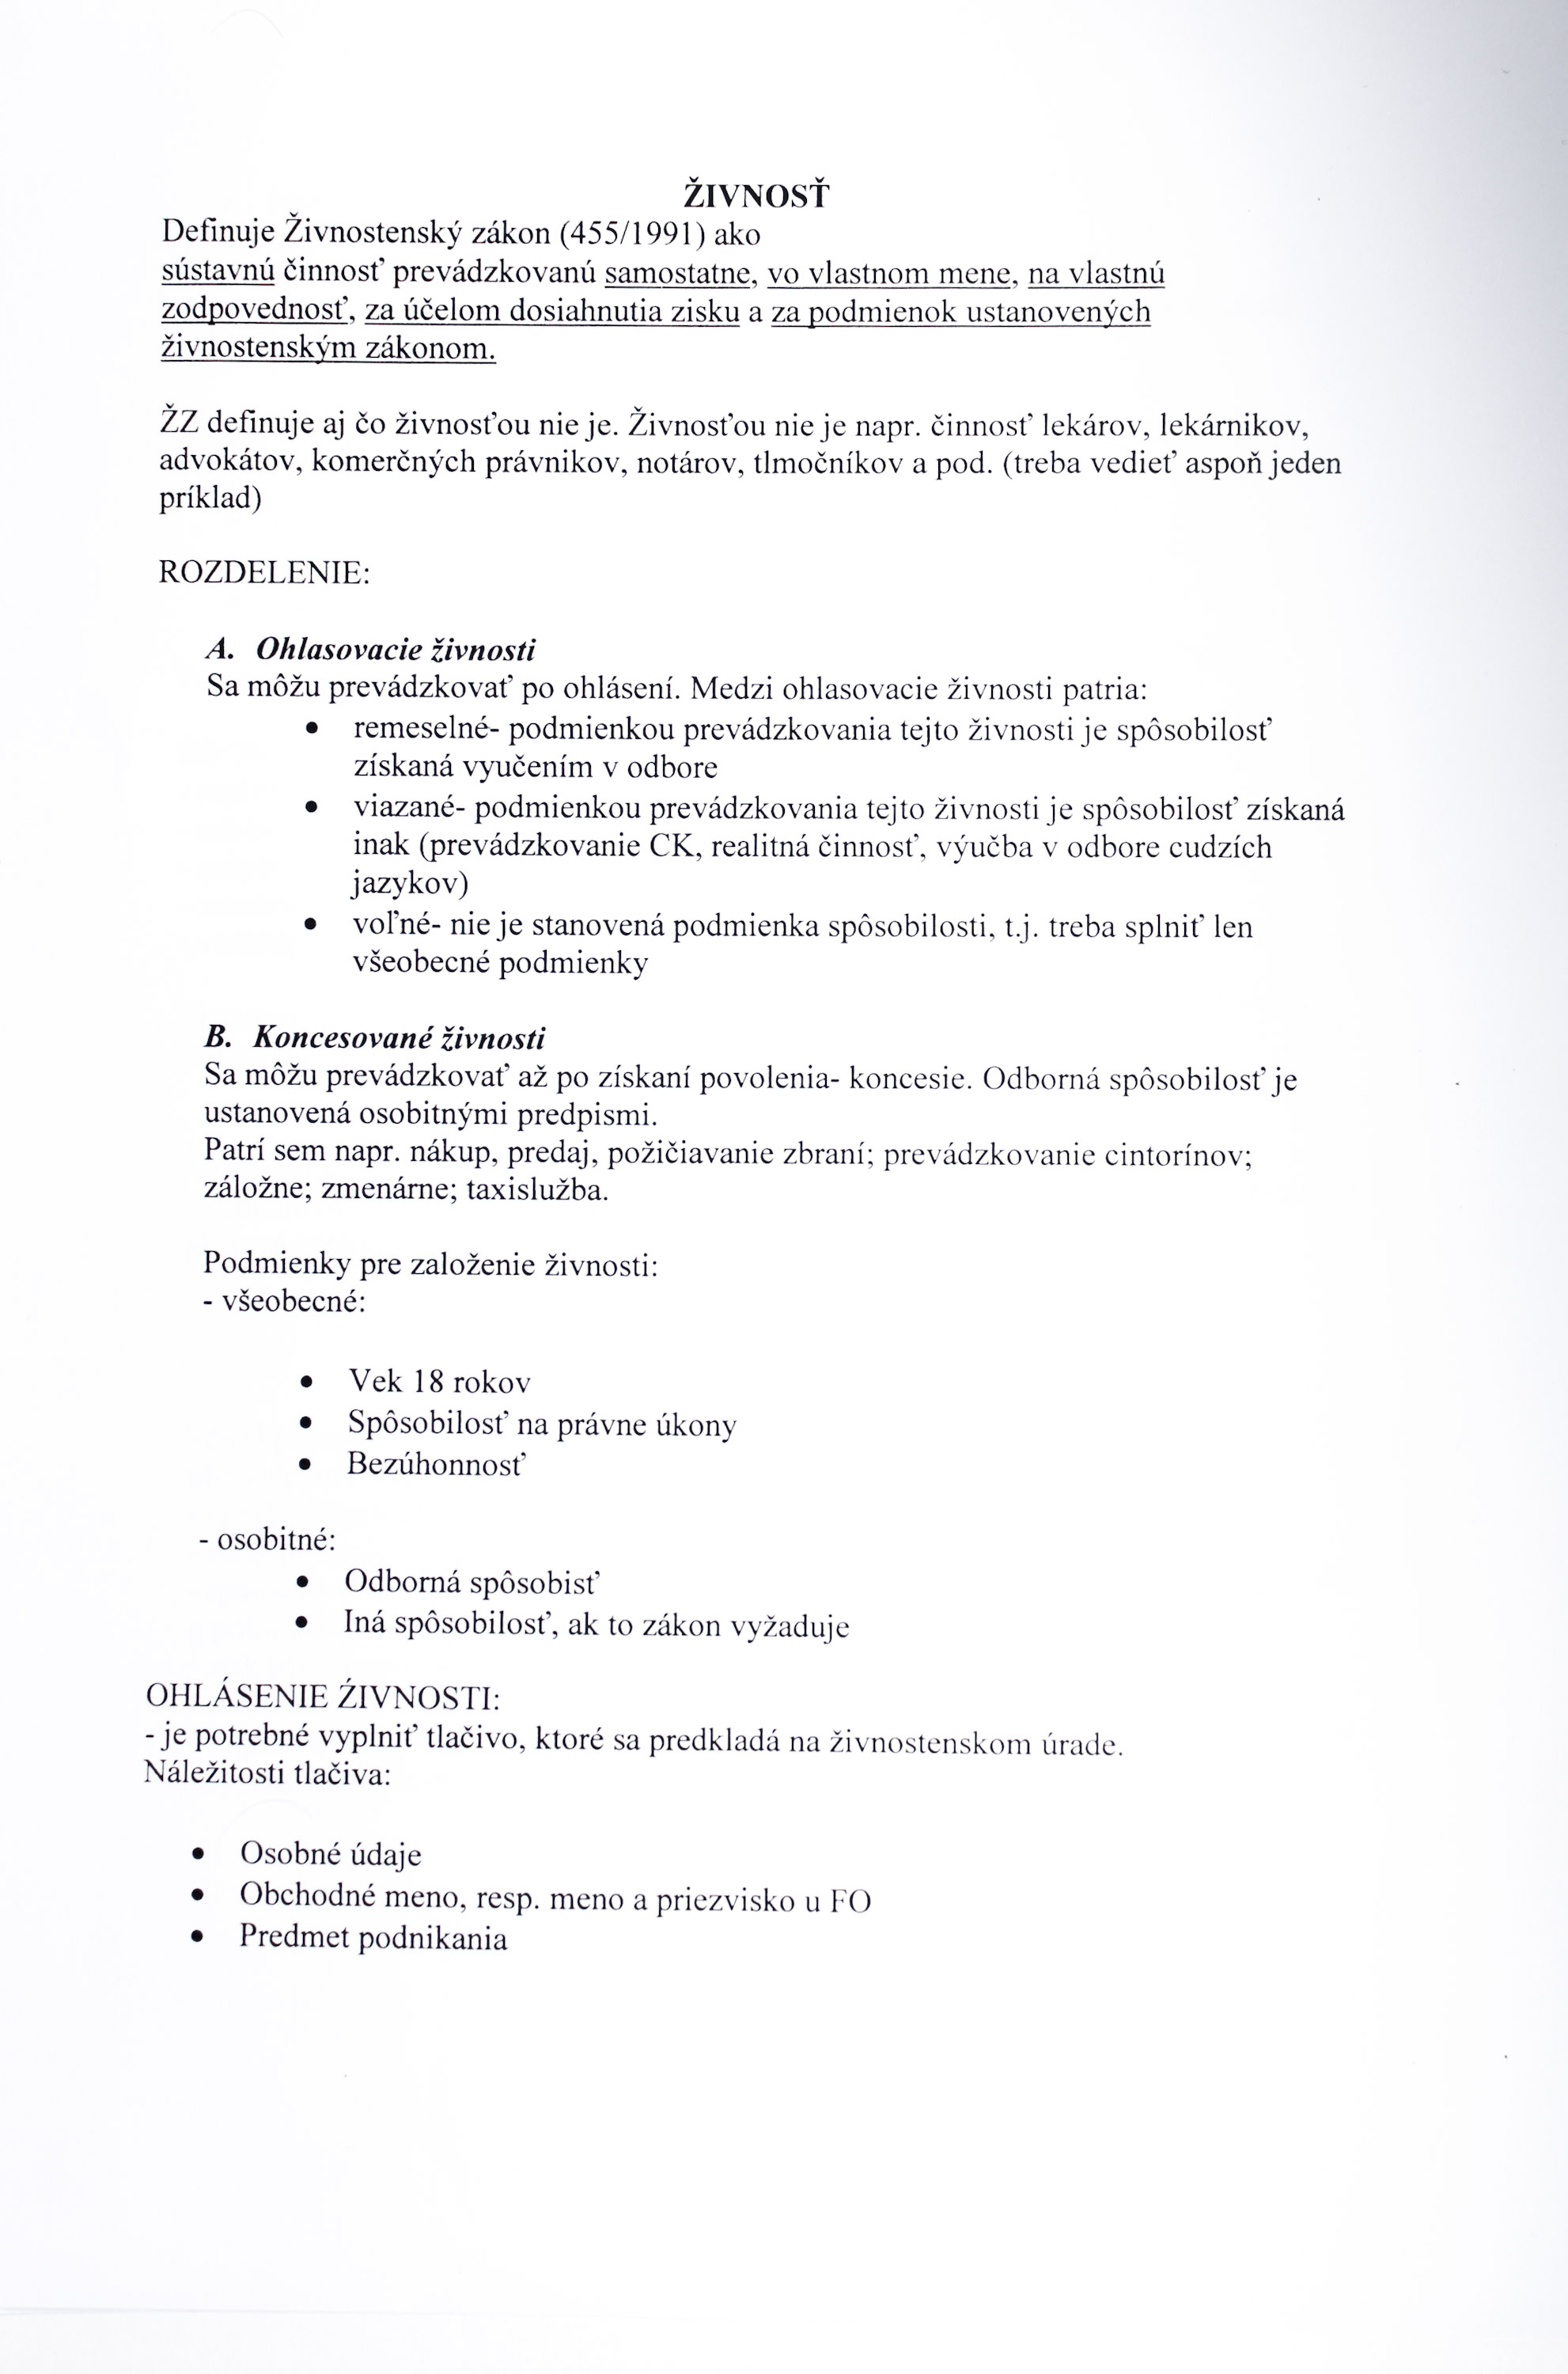 ŽIVNOSŤ
Definuje Živnostenský zákon (455/1991) ako
sústavnú činnosť prevádzkovanú samostatne, vo vlastnom mene, na vlastnú
zodpovednosť, za účelom dosiahnutia zisku a za podmienok ustanovených
živnostenským zákonom.
ŽZ definuje aj čo živnosťou nie je. Živnosťou nie je napr. činnosť lekárov, lekárnikov,
advokátov, komerčných právnikov, notárov, tlmočníkov a pod. (treba vedieť aspoň jeden
príklad)
ROZDELENIE:
A. Ohlasovacie živnosti
Sa môžu prevádzkovať po ohlásení. Medzi ohlasovacie živnosti patria:
• remeselné- podmienkou prevádzkovania tejto živnosti je spôsobilosť
získaná vyučením v odbore
• viazané- podmienkou prevádzkovania tejto živnosti je spôsobilosť získaná
inak (prevádzkovanie CK, realitná činnosť, výučba v odbore cudzích
jazykov)
• voľné- nie je stanovená podmienka spôsobilosti, t.j. treba splniť len
všeobecné podmienky
B. Koncesované živnosti
Sa môžu prevádzkovať až po získaní povolenia- koncesie. Odborná spôsobilosť je
ustanovená osobitnými predpismi.
Patrí sem napr. nákup, predaj, požičiavanie zbraní; prevádzkovanie cintorínov;
záložne; zmenárne; taxislužba.
Podmienky pre založenie živnosti:
- všeobecné:
• Vek 18 rokov
• Spôsobilosť na právne úkony
• Bezúhonnosť
- osobitné:
• Odborná spôsobisť
• Iná spôsobilosť, ak to zákon vyžaduje
OHLÁSENIE ŹIVNOSTI:
- je potrebné vyplniť tlačivo, ktoré sa predkladá na živnostenskom úrade.
Náležitosti tlačiva:
• Osobné údaje
• Obchodné meno, resp. meno a priezvisko u FO
• Predmet podnikania